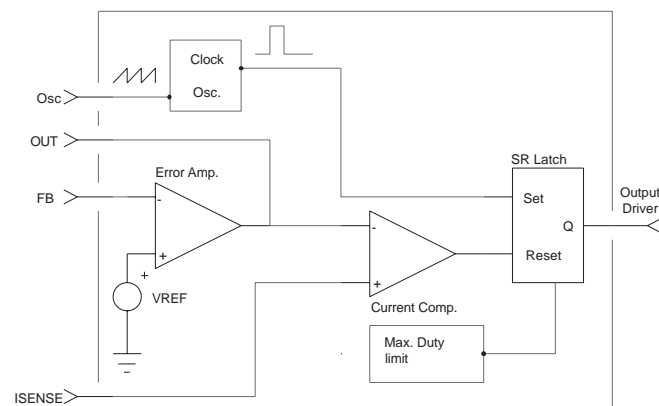 Clock
Osc.
Osc
OUT
Error Amp.
SR Latch
FB
-
+
+
VREF
-
+
Current Comp.
Set
Q
Reset
Output
Driver
Max. Duty
limit
ISENSE